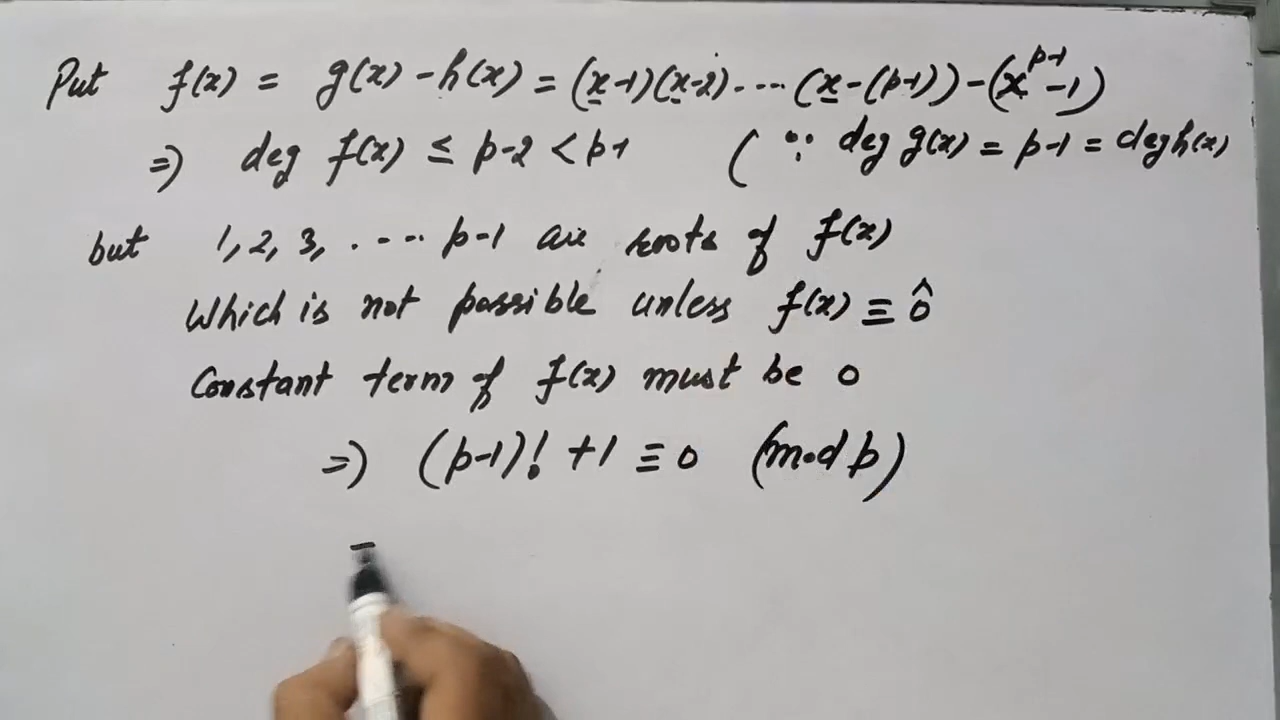 Put f(x) = g(x) - h(x) = (x-1)(x-2)....(x-(p-1)) - (x^{p-1} - 1)
=) deg f(x) ≤ p-2 < p-1 ( ∵ deg g(x) = p-1 = deg h(x)
but 1, 2, 3, .... p-1 are roots of f(x)
Which is not possible unless f(x) ≡ 0̂
Constant term of f(x) must be 0
=) (p-1)! + 1 ≡ 0 (mod p)